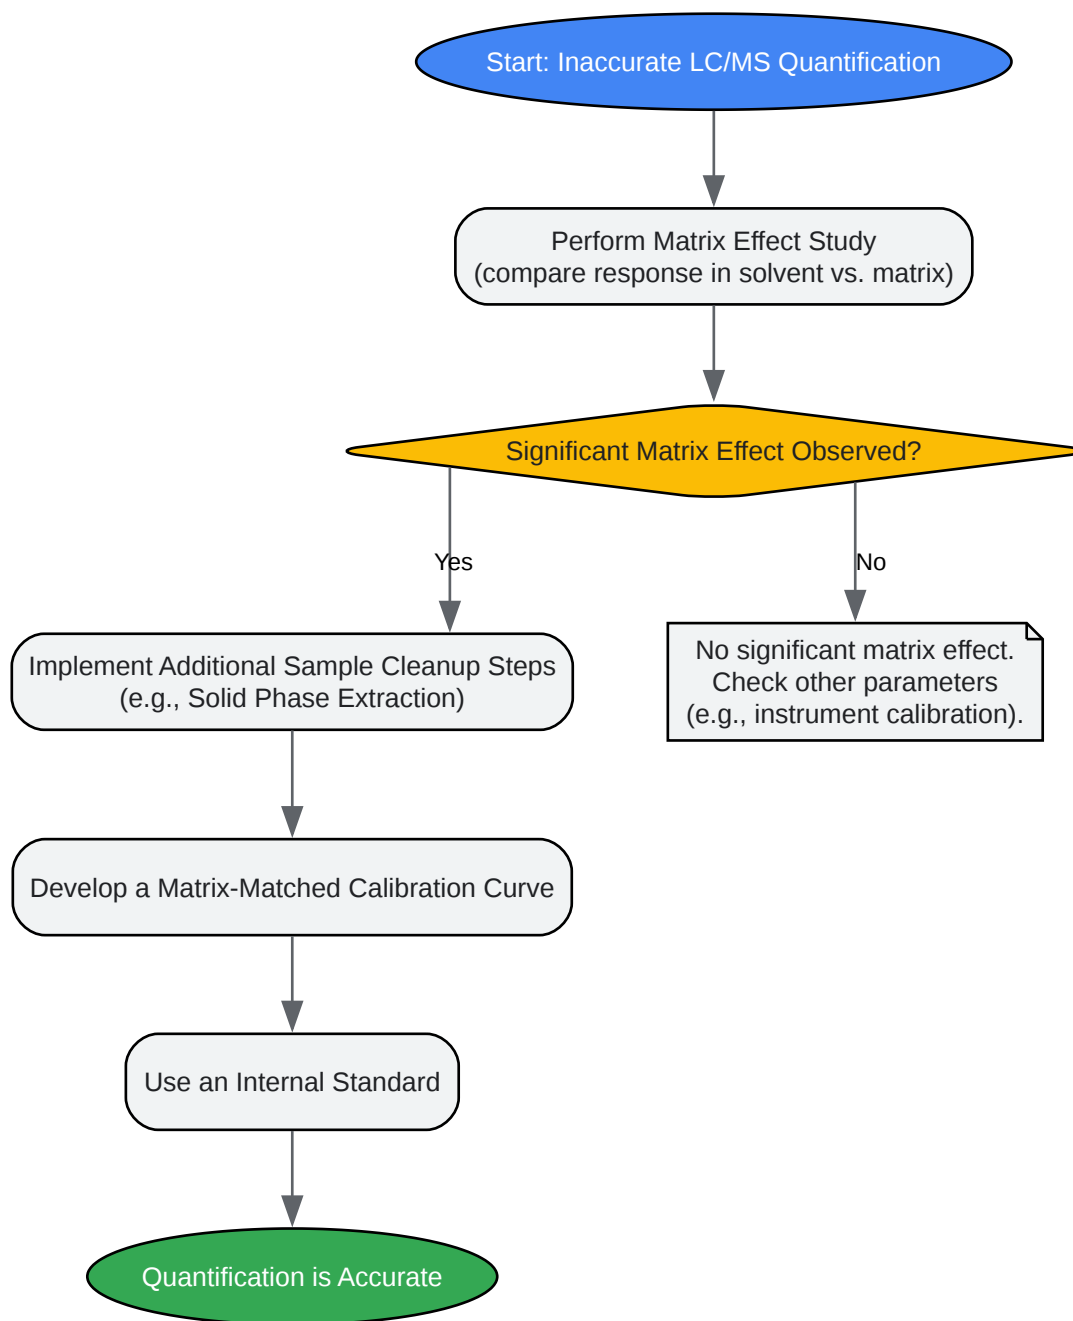 Start: Inaccurate LC/MS Quantification
Perform Matrix Effect Study
(compare response in solvent vs. matrix)
Significant Matrix Effect Observed?
Yes
No
Implement Additional Sample Cleanup Steps
(e.g., Solid Phase Extraction)
No significant matrix effect.
Check other parameters
(e.g., instrument calibration).
Develop a Matrix-Matched Calibration Curve
Use an Internal Standard
Quantification is Accurate